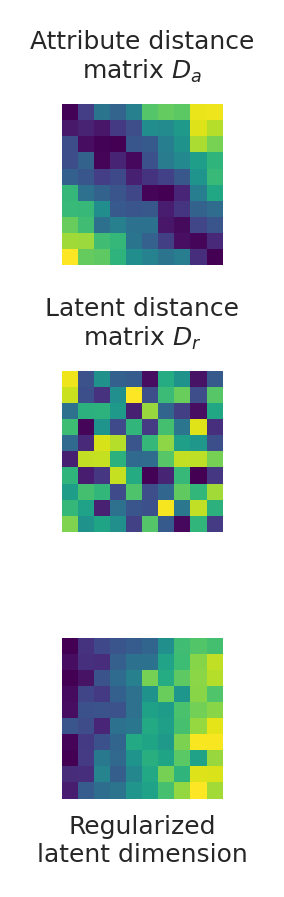 Attribute distance
matrix $D_a$
Latent distance
matrix $D_r$
Regularized
latent dimension